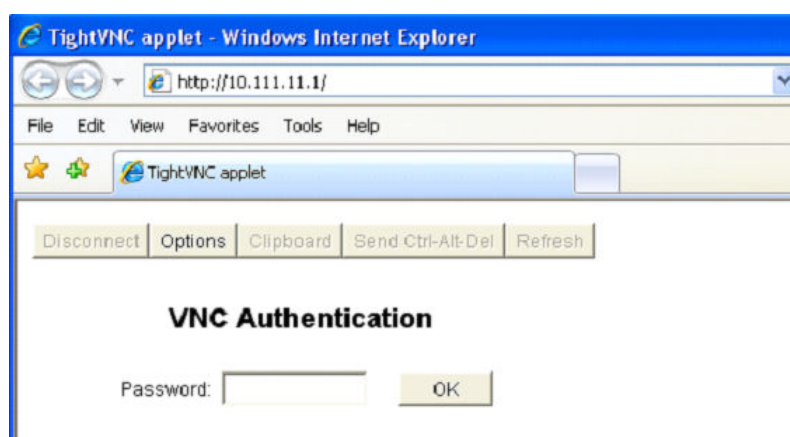 TightVNC applet - Windows Internet Explorer
http://10.111.11.1/
File Edit View Favorites Tools Help
TightVNC applet
Disconnect Options Clipboard Send Ctrl-Alt-Del Refresh
VNC Authentication
Password: OK